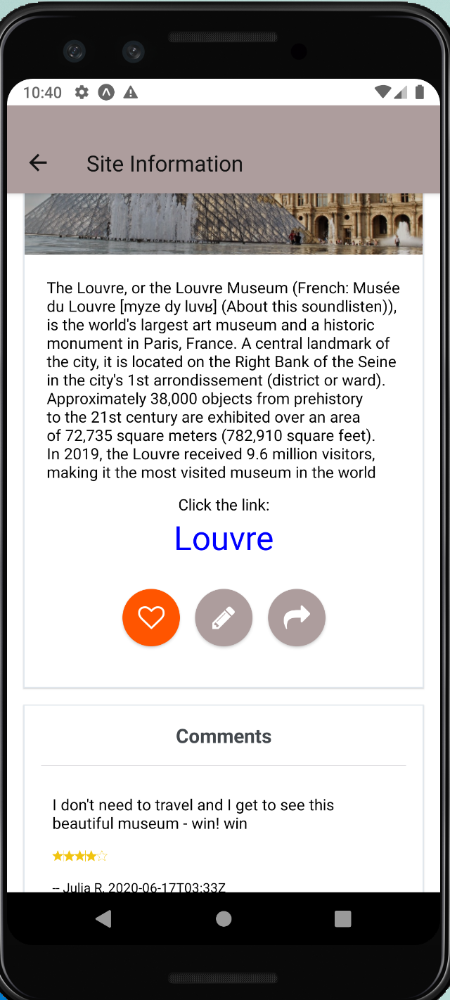 10:40
Site Information
The Louvre, or the Louvre Museum (French: Musée
du Louvre [myze dy luvʁ] (About this soundlisten)),
is the world's largest art museum and a historic
monument in Paris, France. A central landmark of
the city, it is located on the Right Bank of the Seine
in the city's 1st arrondissement (district or ward).
Approximately 38,000 objects from prehistory
to the 21st century are exhibited over an area
of 72,735 square meters (782,910 square feet).
In 2019, the Louvre received 9.6 million visitors,
making it the most visited museum in the world
Click the link:
Louvre
Comments
I don't need to travel and I get to see this
beautiful museum - win! win
-- Julia R. 2020-06-17T03:33Z